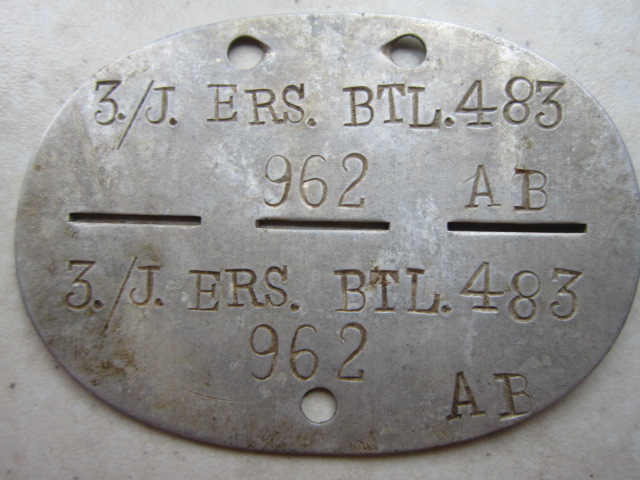 3./J. ERS. BTL. 483
962 AB
3./J. ERS. BTL. 483
962
AB